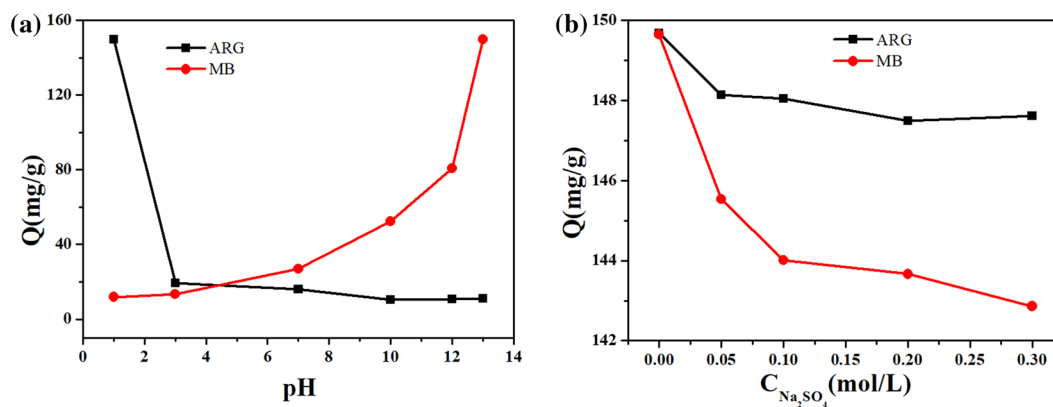 (a)
160
120
80
40
0
Q(mg/g)
ARG
MB
0 2 4 6 8 10 12 14
pH
(b)
150
148
146
144
142
Q(mg/g)
ARG
MB
0.00 0.05 0.10 0.15 0.20 0.25 0.30
C Na₂SO₄ (mol/L)